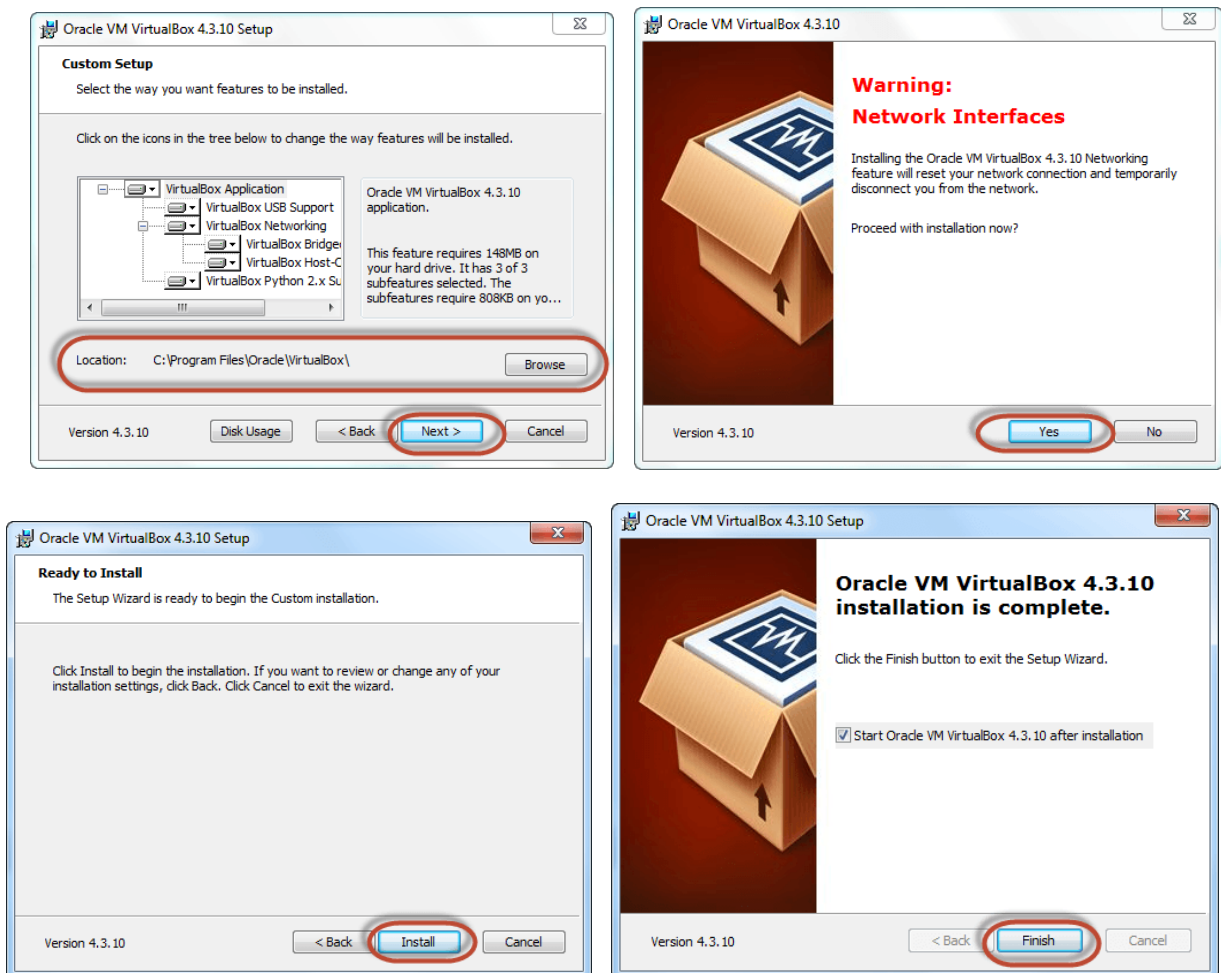 Oracle VM VirtualBox 4.3.10 Setup
Custom Setup
Select the way you want features to be installed.
Click on the icons in the tree below to change the way features will be installed.
VirtualBox Application
VirtualBox USB Support
VirtualBox Networking
VirtualBox Bridge
VirtualBox Host-C
VirtualBox Python 2.x Su
Oracle VM VirtualBox 4.3.10
application.
This feature requires 148MB on
your hard drive. It has 3 of 3
subfeatures selected. The
subfeatures require 808KB on yo...
Location: C:\Program Files\Oracle\VirtualBox\
Browse
Version 4.3.10
Disk Usage
< Back
Next >
Cancel
Oracle VM VirtualBox 4.3.10
Warning:
Network Interfaces
Installing the Oracle VM VirtualBox 4.3.10 Networking
feature will reset your network connection and temporarily
disconnect you from the network.
Proceed with installation now?
Version 4.3.10
Yes
No
Oracle VM VirtualBox 4.3.10 Setup
Ready to Install
The Setup Wizard is ready to begin the Custom installation.
Click Install to begin the installation. If you want to review or change any of your
installation settings, click Back. Click Cancel to exit the wizard.
Version 4.3.10
< Back
Install
Cancel
Oracle VM VirtualBox 4.3.10 Setup
Oracle VM VirtualBox 4.3.10
installation is complete.
Click the Finish button to exit the Setup Wizard.
Start Oracle VM VirtualBox 4.3.10 after installation
Version 4.3.10
< Back
Finish
Cancel